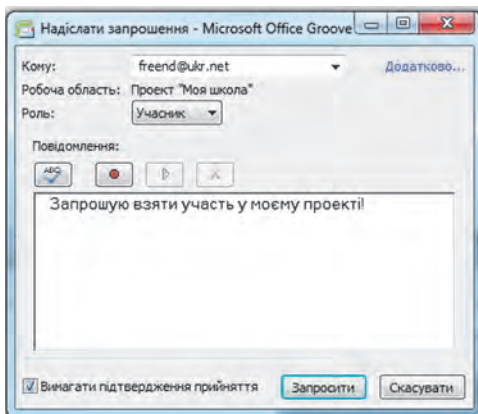 Надіслати запрошення - Microsoft Office Groove
Кому: freend@ukr.net Додатково...
Робоча область: Проект "Моя школа"
Роль: Учасник
Повідомлення:
ABC
Запрошую взяти участь у моєму проекті!
Вимагати підтвердження прийняття Запросити Скасувати